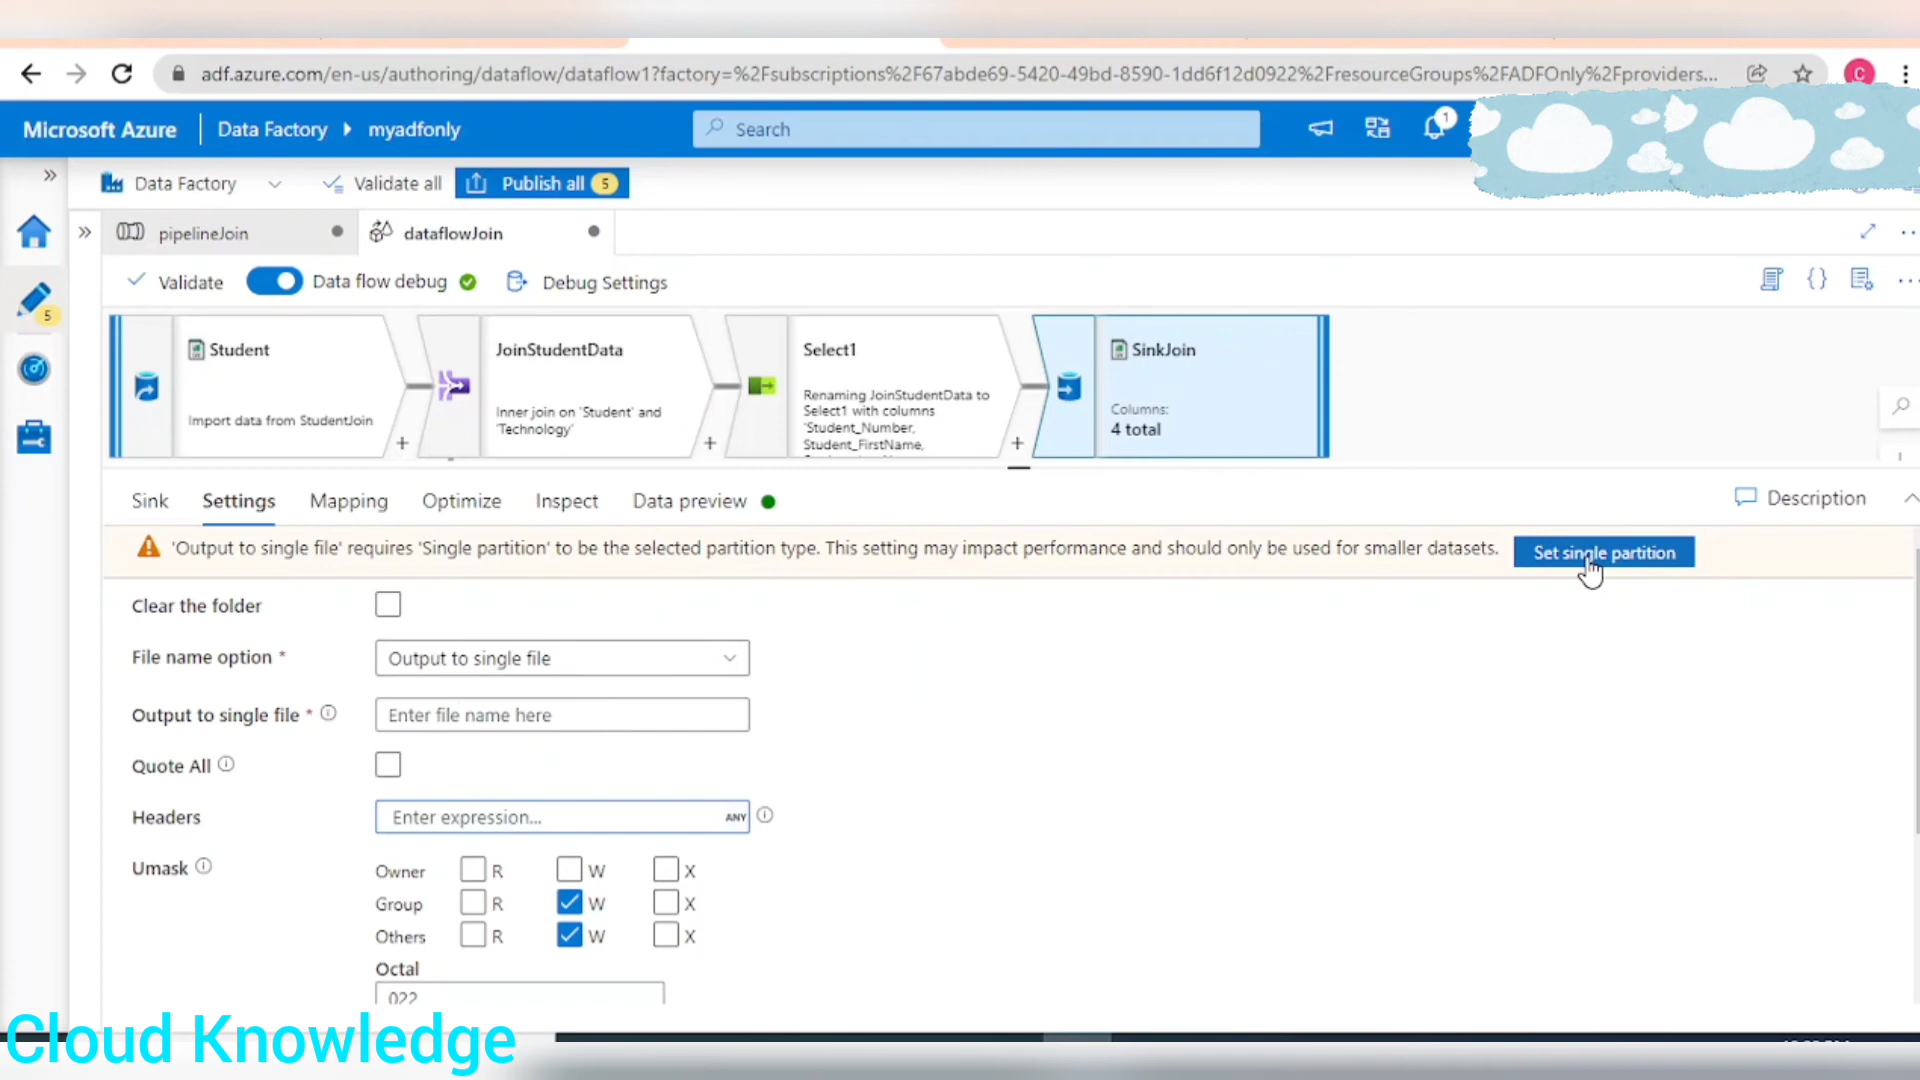 adf.azure.com/en-us/authoring/dataflow/dataflow1?factory=%2Fsubscriptions%2F67abde69-5420-49bd-8590-1dd6f12d0922%2FresourceGroups%2FADFOnly%2Fproviders...
C
Microsoft Azure Data Factory myadfonly Search 1
Data Factory Validate all Publish all 5
pipelineJoin dataflowJoin
Validate Data flow debug Debug Settings
5
Student JoinStudentData Select1 SinkJoin
Import data from StudentJoin
Inner join on 'Student' and
'Technology'
Renaming JoinStudentData to
Select1 with columns
'Student_Number,
Student_FirstName,
Columns:
4 total
Sink Settings Mapping Optimize Inspect Data preview Description
'Output to single file' requires 'Single partition' to be the selected partition type. This setting may impact performance and should only be used for smaller datasets. Set single partition
Clear the folder
File name option * Output to single file
Output to single file * Enter file name here
Quote All
Headers Enter expression... ANY
Umask Owner R W X
Group R W X
Others R W X
Octal
022
Cloud Knowledge